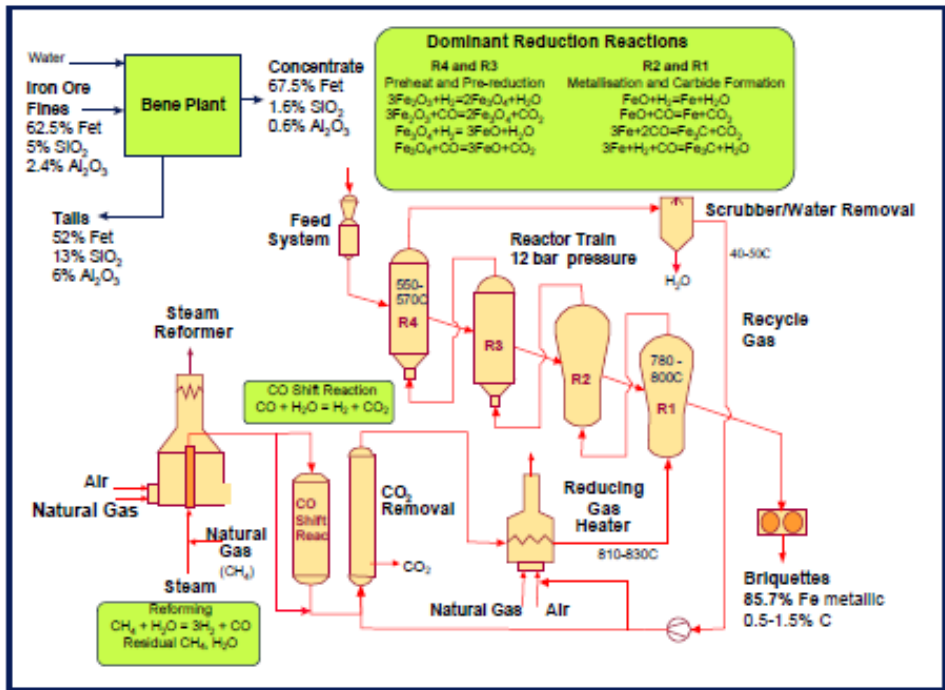 Dominant Reduction Reactions
R4 and R3
Preheat and Pre-reduction
3Fe₂O₃+H₂=2Fe₃O₄+H₂O
3Fe₂O₃+CO=2Fe₃O₄+CO₂
Fe₃O₄+H₂= 3FeO+H₂O
Fe₃O₄+CO=3FeO+CO₂
R2 and R1
Metallisation and Carbide Formation
FeO+H₂=Fe+H₂O
FeO+CO=Fe+CO₂
3Fe+2CO=Fe₃C+CO₂
3Fe+H₂+CO=Fe₃C+H₂O
Water
Iron Ore
Fines
62.5% Fet
5% SiO₂
2.4% Al₂O₃
Bene Plant
Concentrate
67.5% Fet
1.6% SiO₂
0.6% Al₂O₃
Tails
52% Fet
13% SiO₂
6% Al₂O₃
Feed
System
Reactor Train
12 bar pressure
Scrubber/Water Removal
40-50C
H₂O
Recycle
Gas
550-
570C
R4
R3
R2
780 -
800C
R1
Steam
Reformer
CO Shift Reaction
CO + H₂O = H₂ + CO₂
Air
Natural Gas
Natural
Gas
(CH₄)
Steam
CO
Shift
Reac
CO₂
Removal
CO₂
Reducing
Gas
Heater
810-830C
Natural Gas
Air
Briquettes
85.7% Fe metallic
0.5-1.5% C
Reforming
CH₄ + H₂O = 3H₂ + CO
Residual CH₄, H₂O